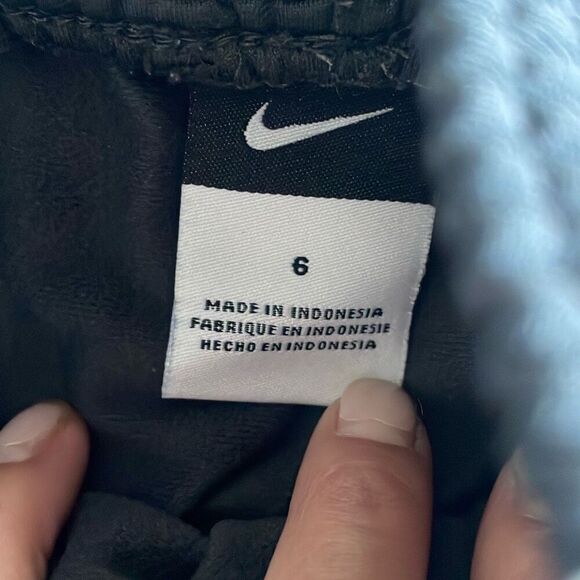 6
MADE IN INDONESIA
FABRIQUE EN INDONESIE
HECHO EN INDONESIA